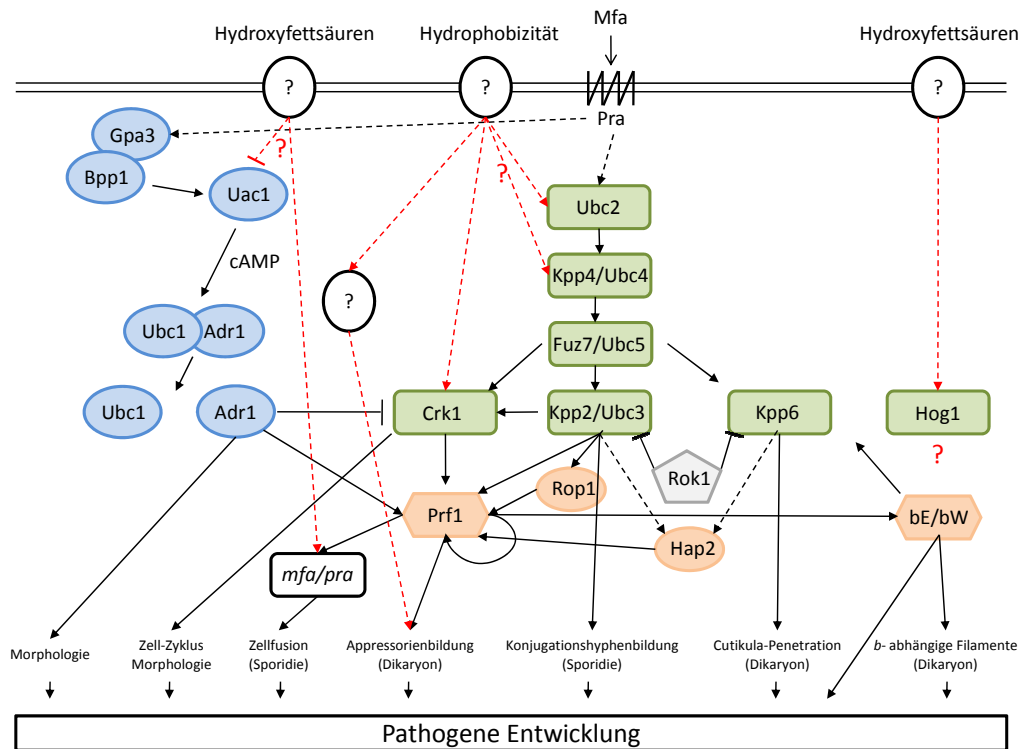 Mfa
Hydroxyfettsäuren
Hydrophobizität
Hydroxyfettsäuren
?
?
?
Pra
Gpa3
?
Bpp1
Uac1
?
Ubc2
cAMP
Kpp4/Ubc4
?
Ubc1
Adr1
Fuz7/Ubc5
Ubc1
Adr1
Crk1
Kpp2/Ubc3
Kpp6
Hog1
?
Rok1
Rop1
Prf1
bE/bW
Hap2
mfa/pra
Morphologie
Zell-Zyklus
Morphologie
Zellfusion
(Sporidie)
Appressorienbildung
(Dikaryon)
Konjugationshyphenbildung
(Sporidie)
Cutikula-Penetration
(Dikaryon)
b- abhängige Filamente
(Dikaryon)
Pathogene Entwicklung